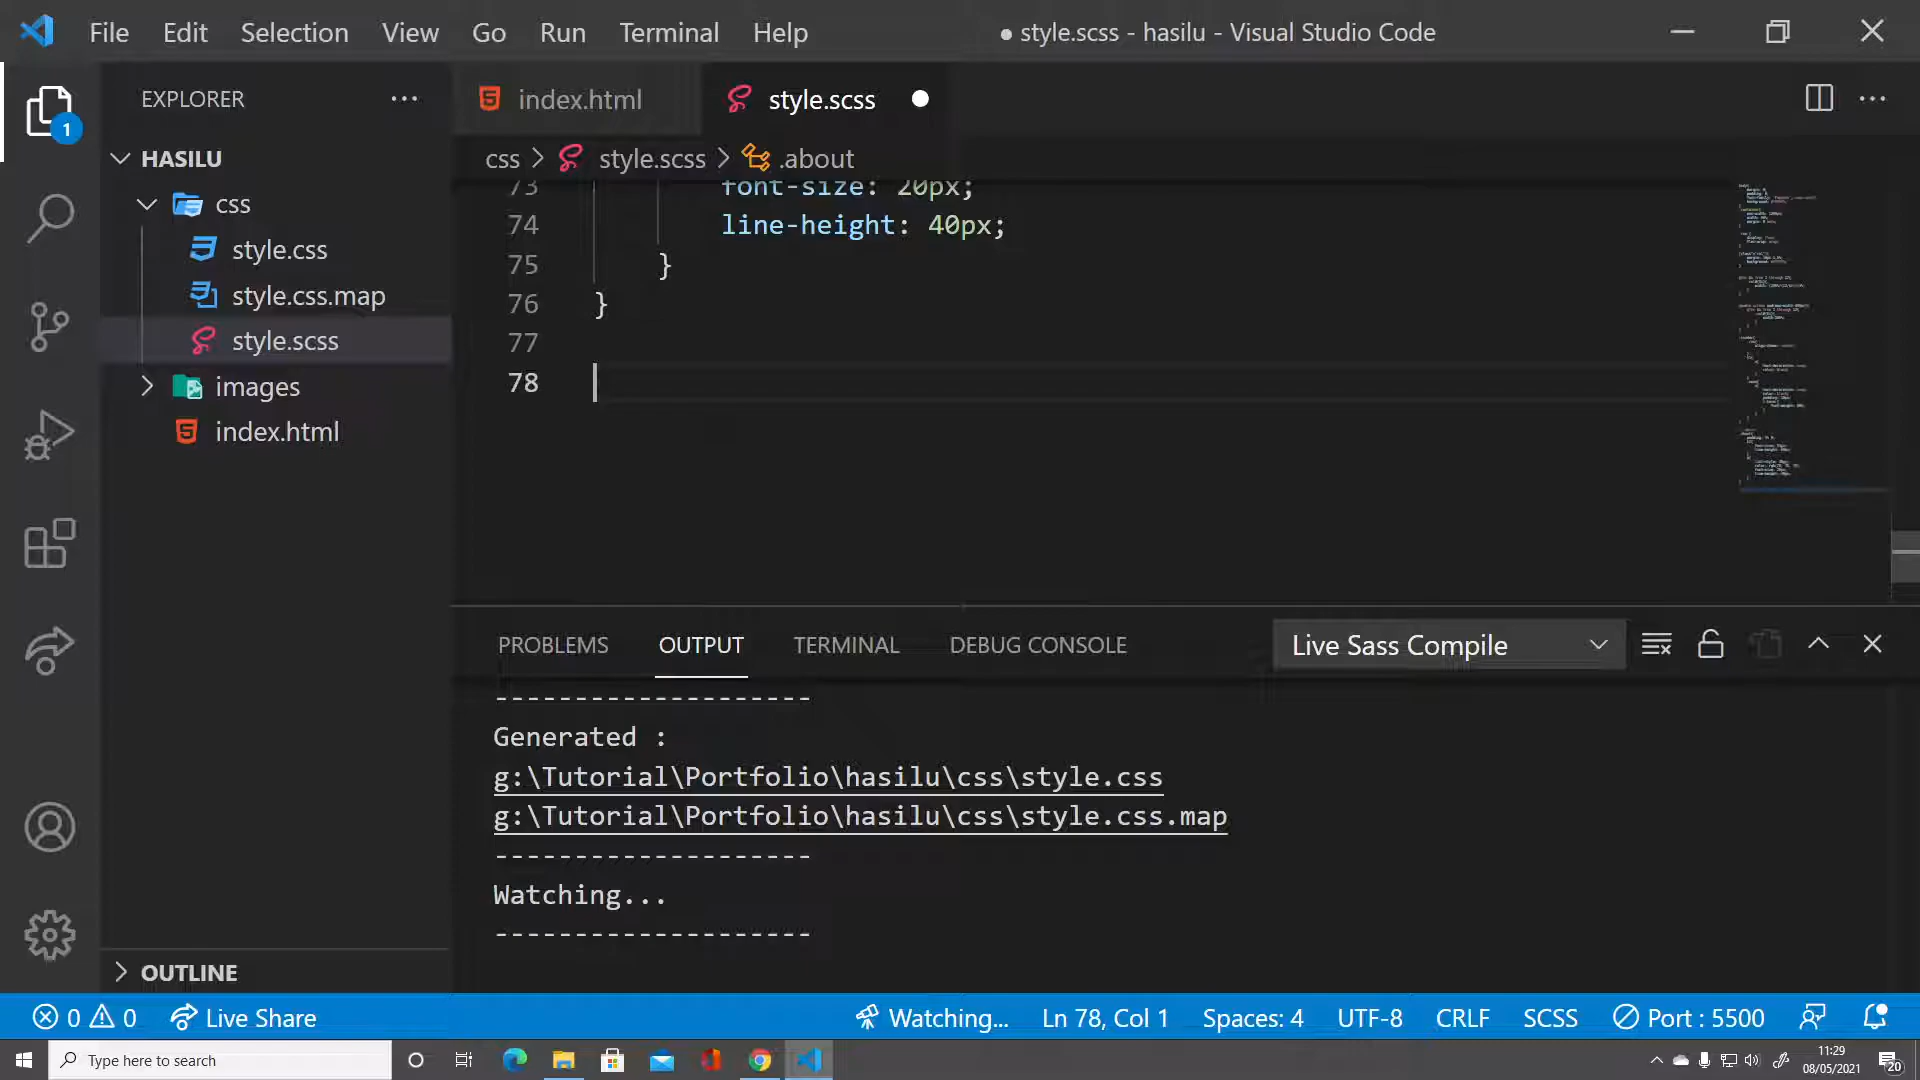 File Edit Selection View Go Run Terminal Help ● style.scss - hasilu - Visual Studio Code
EXPLORER
index.html
style.scss
HASILU
css > style.scss > .about
css
style.css
style.css.map
style.scss
images
index.html
73 font-size: 20px;
74 line-height: 40px;
75 }
76 }
77
78
PROBLEMS OUTPUT TERMINAL DEBUG CONSOLE
Live Sass Compile
--------------------
Generated :
g:\Tutorial\Portfolio\hasilu\css\style.css
g:\Tutorial\Portfolio\hasilu\css\style.css.map
--------------------
Watching...
--------------------
OUTLINE
0 0 Live Share Watching... Ln 78, Col 1 Spaces: 4 UTF-8 CRLF SCSS Port : 5500
1
Type here to search
11:29
08/05/2021
20